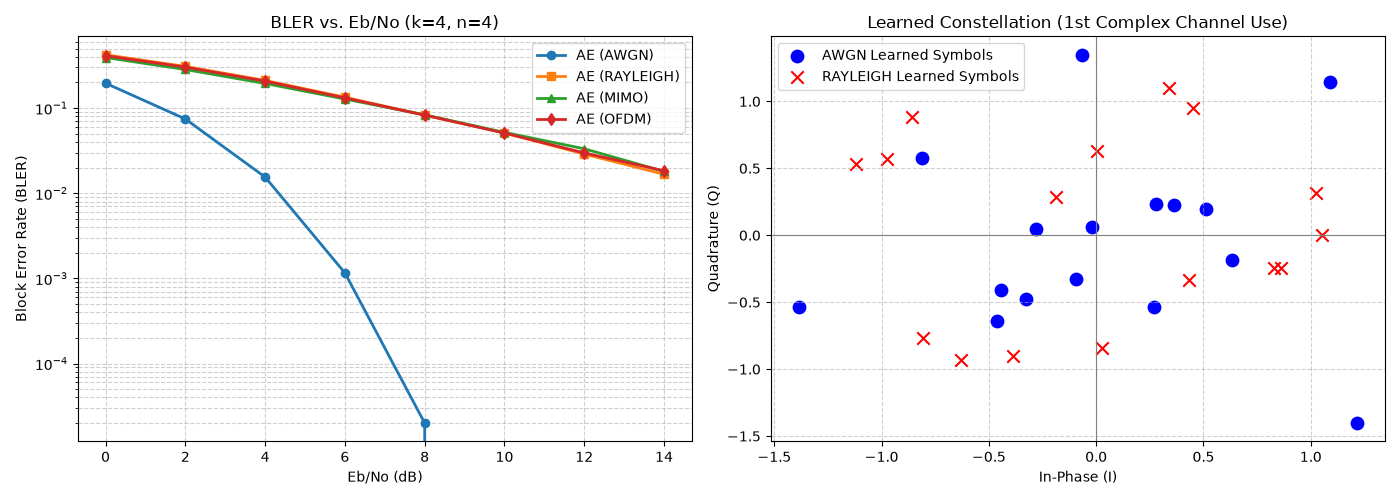 BLER vs. Eb/No (k=4, n=4)
Block Error Rate (BLER)
10⁻¹
10⁻²
10⁻³
10⁻⁴
AE (AWGN)
AE (RAYLEIGH)
AE (MIMO)
AE (OFDM)
0 2 4 6 8 10 12 14
Eb/No (dB)
Learned Constellation (1st Complex Channel Use)
Quadrature (Q)
1.0
0.5
0.0
−0.5
−1.0
−1.5
AWGN Learned Symbols
RAYLEIGH Learned Symbols
−1.5 −1.0 −0.5 0.0 0.5 1.0
In-Phase (I)